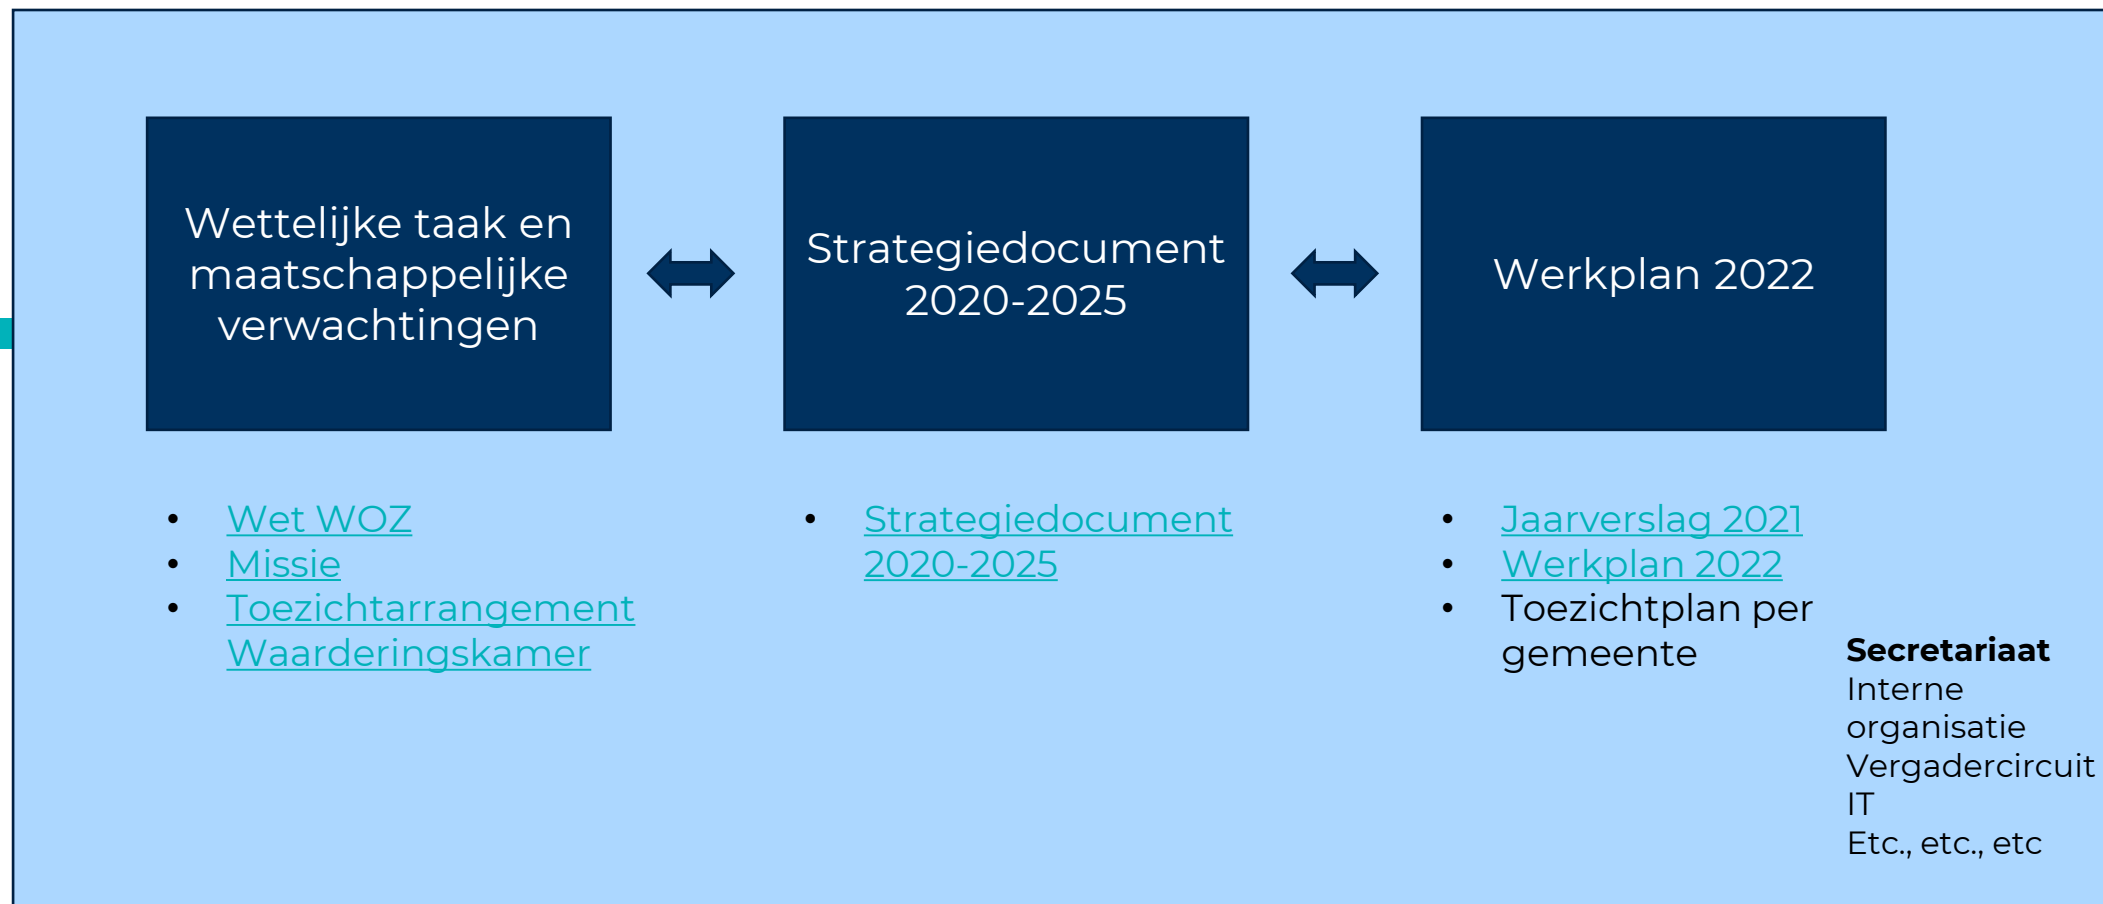 Wettelijke taak en
maatschappelijke
verwachtingen
Strategiedocument
2020-2025
Werkplan 2022
• Wet WOZ
• Missie
• Toezichtarrangement
Waarderingskamer
• Strategiedocument
2020-2025
• Jaarverslag 2021
• Werkplan 2022
• Toezichtplan per
gemeente
Secretariaat
Interne
organisatie
Vergadercircuit
IT
Etc., etc., etc